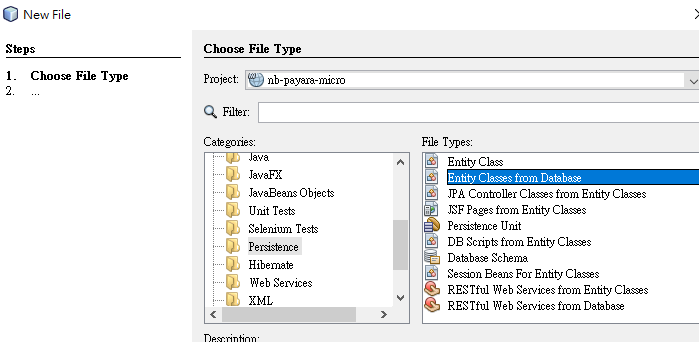 New File
Steps
1. Choose File Type
2. ...
Choose File Type
Project: nb-payara-micro
Filter:
Categories:
Java
JavaFX
JavaBeans Objects
Unit Tests
Selenium Tests
Persistence
Hibernate
Web Services
XML
File Types:
Entity Class
Entity Classes from Database
JPA Controller Classes from Entity Classes
JSF Pages from Entity Classes
Persistence Unit
DB Scripts from Entity Classes
Database Schema
Session Beans For Entity Classes
RESTful Web Services from Entity Classes
RESTful Web Services from Database
Description: